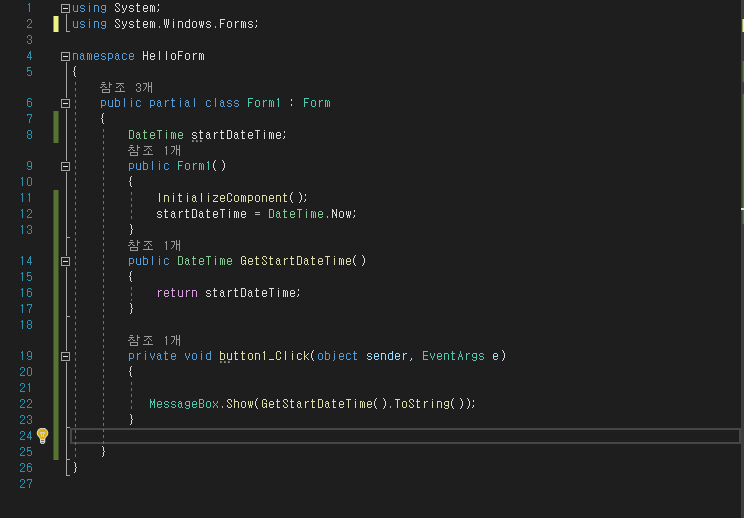 1 using System;
2 using System.Windows.Forms;
3
4 namespace HelloForm
5 {
참조 3개
6 public partial class Form1 : Form
7 {
8 DateTime startDateTime;
참조 1개
9 public Form1()
10 {
11 InitializeComponent();
12 startDateTime = DateTime.Now;
13 }
참조 1개
14 public DateTime GetStartDateTime()
15 {
16 return startDateTime;
17 }
18
참조 1개
19 private void button1_Click(object sender, EventArgs e)
20 {
21
22 MessageBox.Show(GetStartDateTime().ToString());
23 }
24
25 }
26 }
27